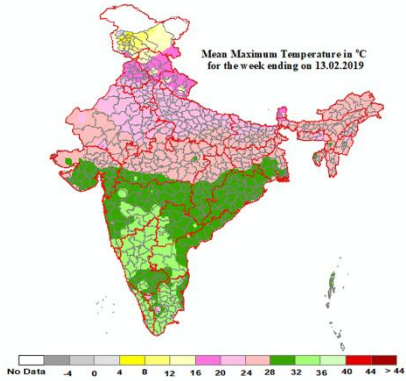 Mean Maximum Temperature in °C
for the week ending on 13.02.2019
No Data -4 0 4 8 12 16 20 24 28 32 36 40 44 > 44